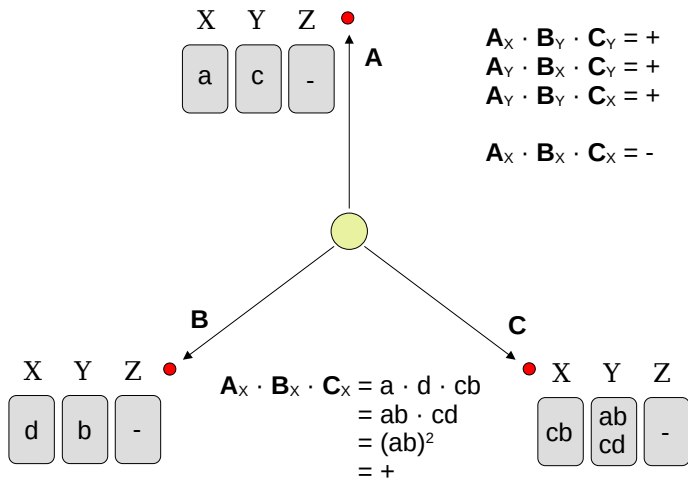 X Y Z
A
a c -
A_X · B_Y · C_Y = +
A_Y · B_X · C_Y = +
A_Y · B_Y · C_X = +
A_X · B_X · C_X = -
B
C
X Y Z
d b -
A_X · B_X · C_X = a · d · cb
= ab · cd
= (ab)²
= +
X Y Z
cb ab cd -